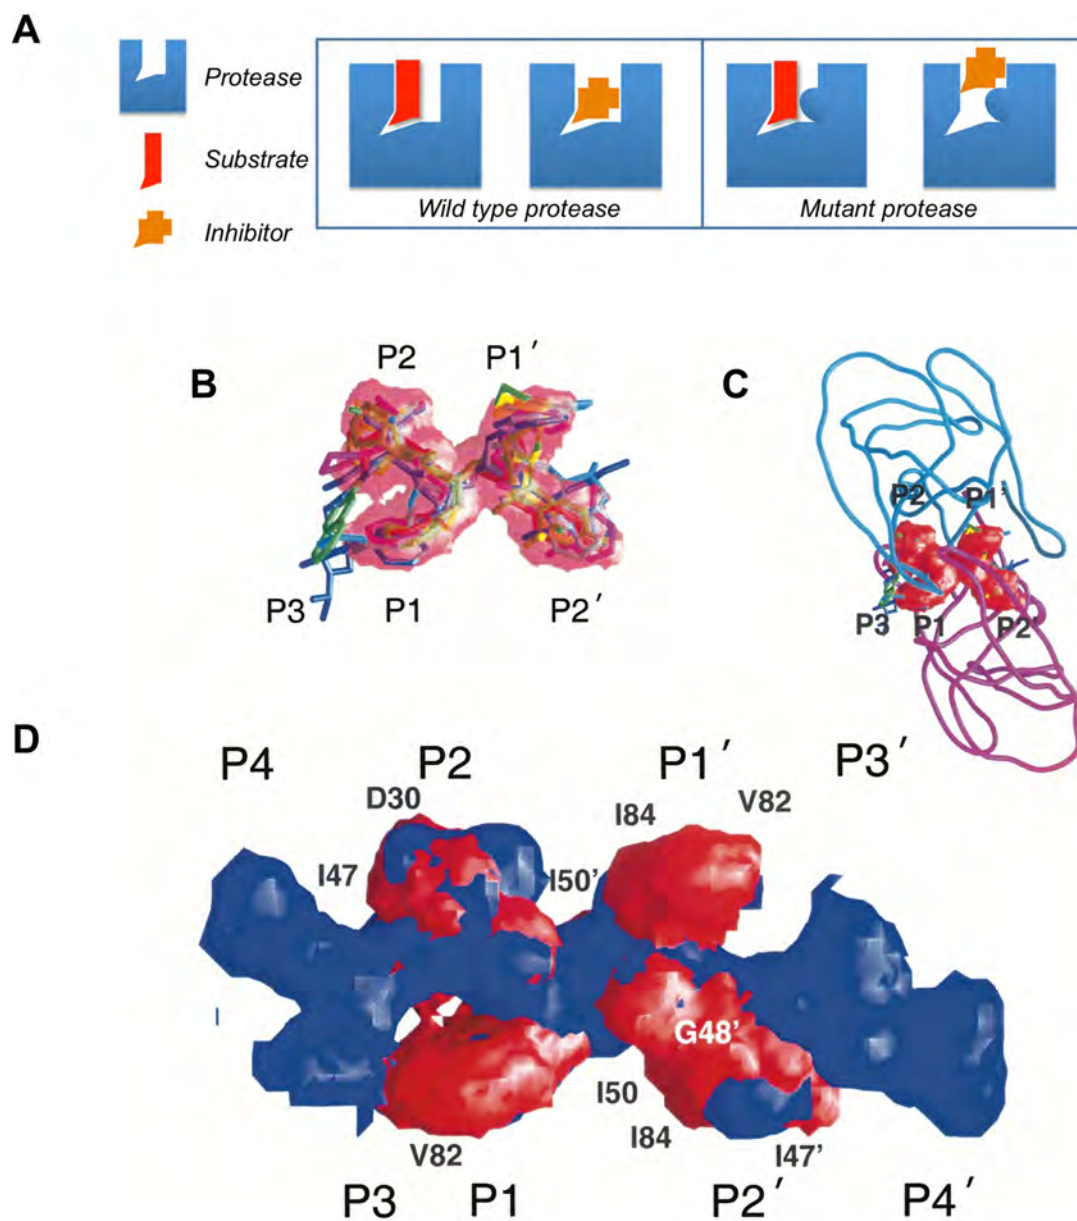 A
Protease
Substrate
Inhibitor
Wild type protease
Mutant protease
B
P2
P1′
P3
P1
P2′
C
P2
P1'
P3
P1
P2'
D
P4
P2
P1′
P3′
D30
I84
V82
I47
I50'
G48'
I50
I84
V82
I47'
P3
P1
P2′
P4′